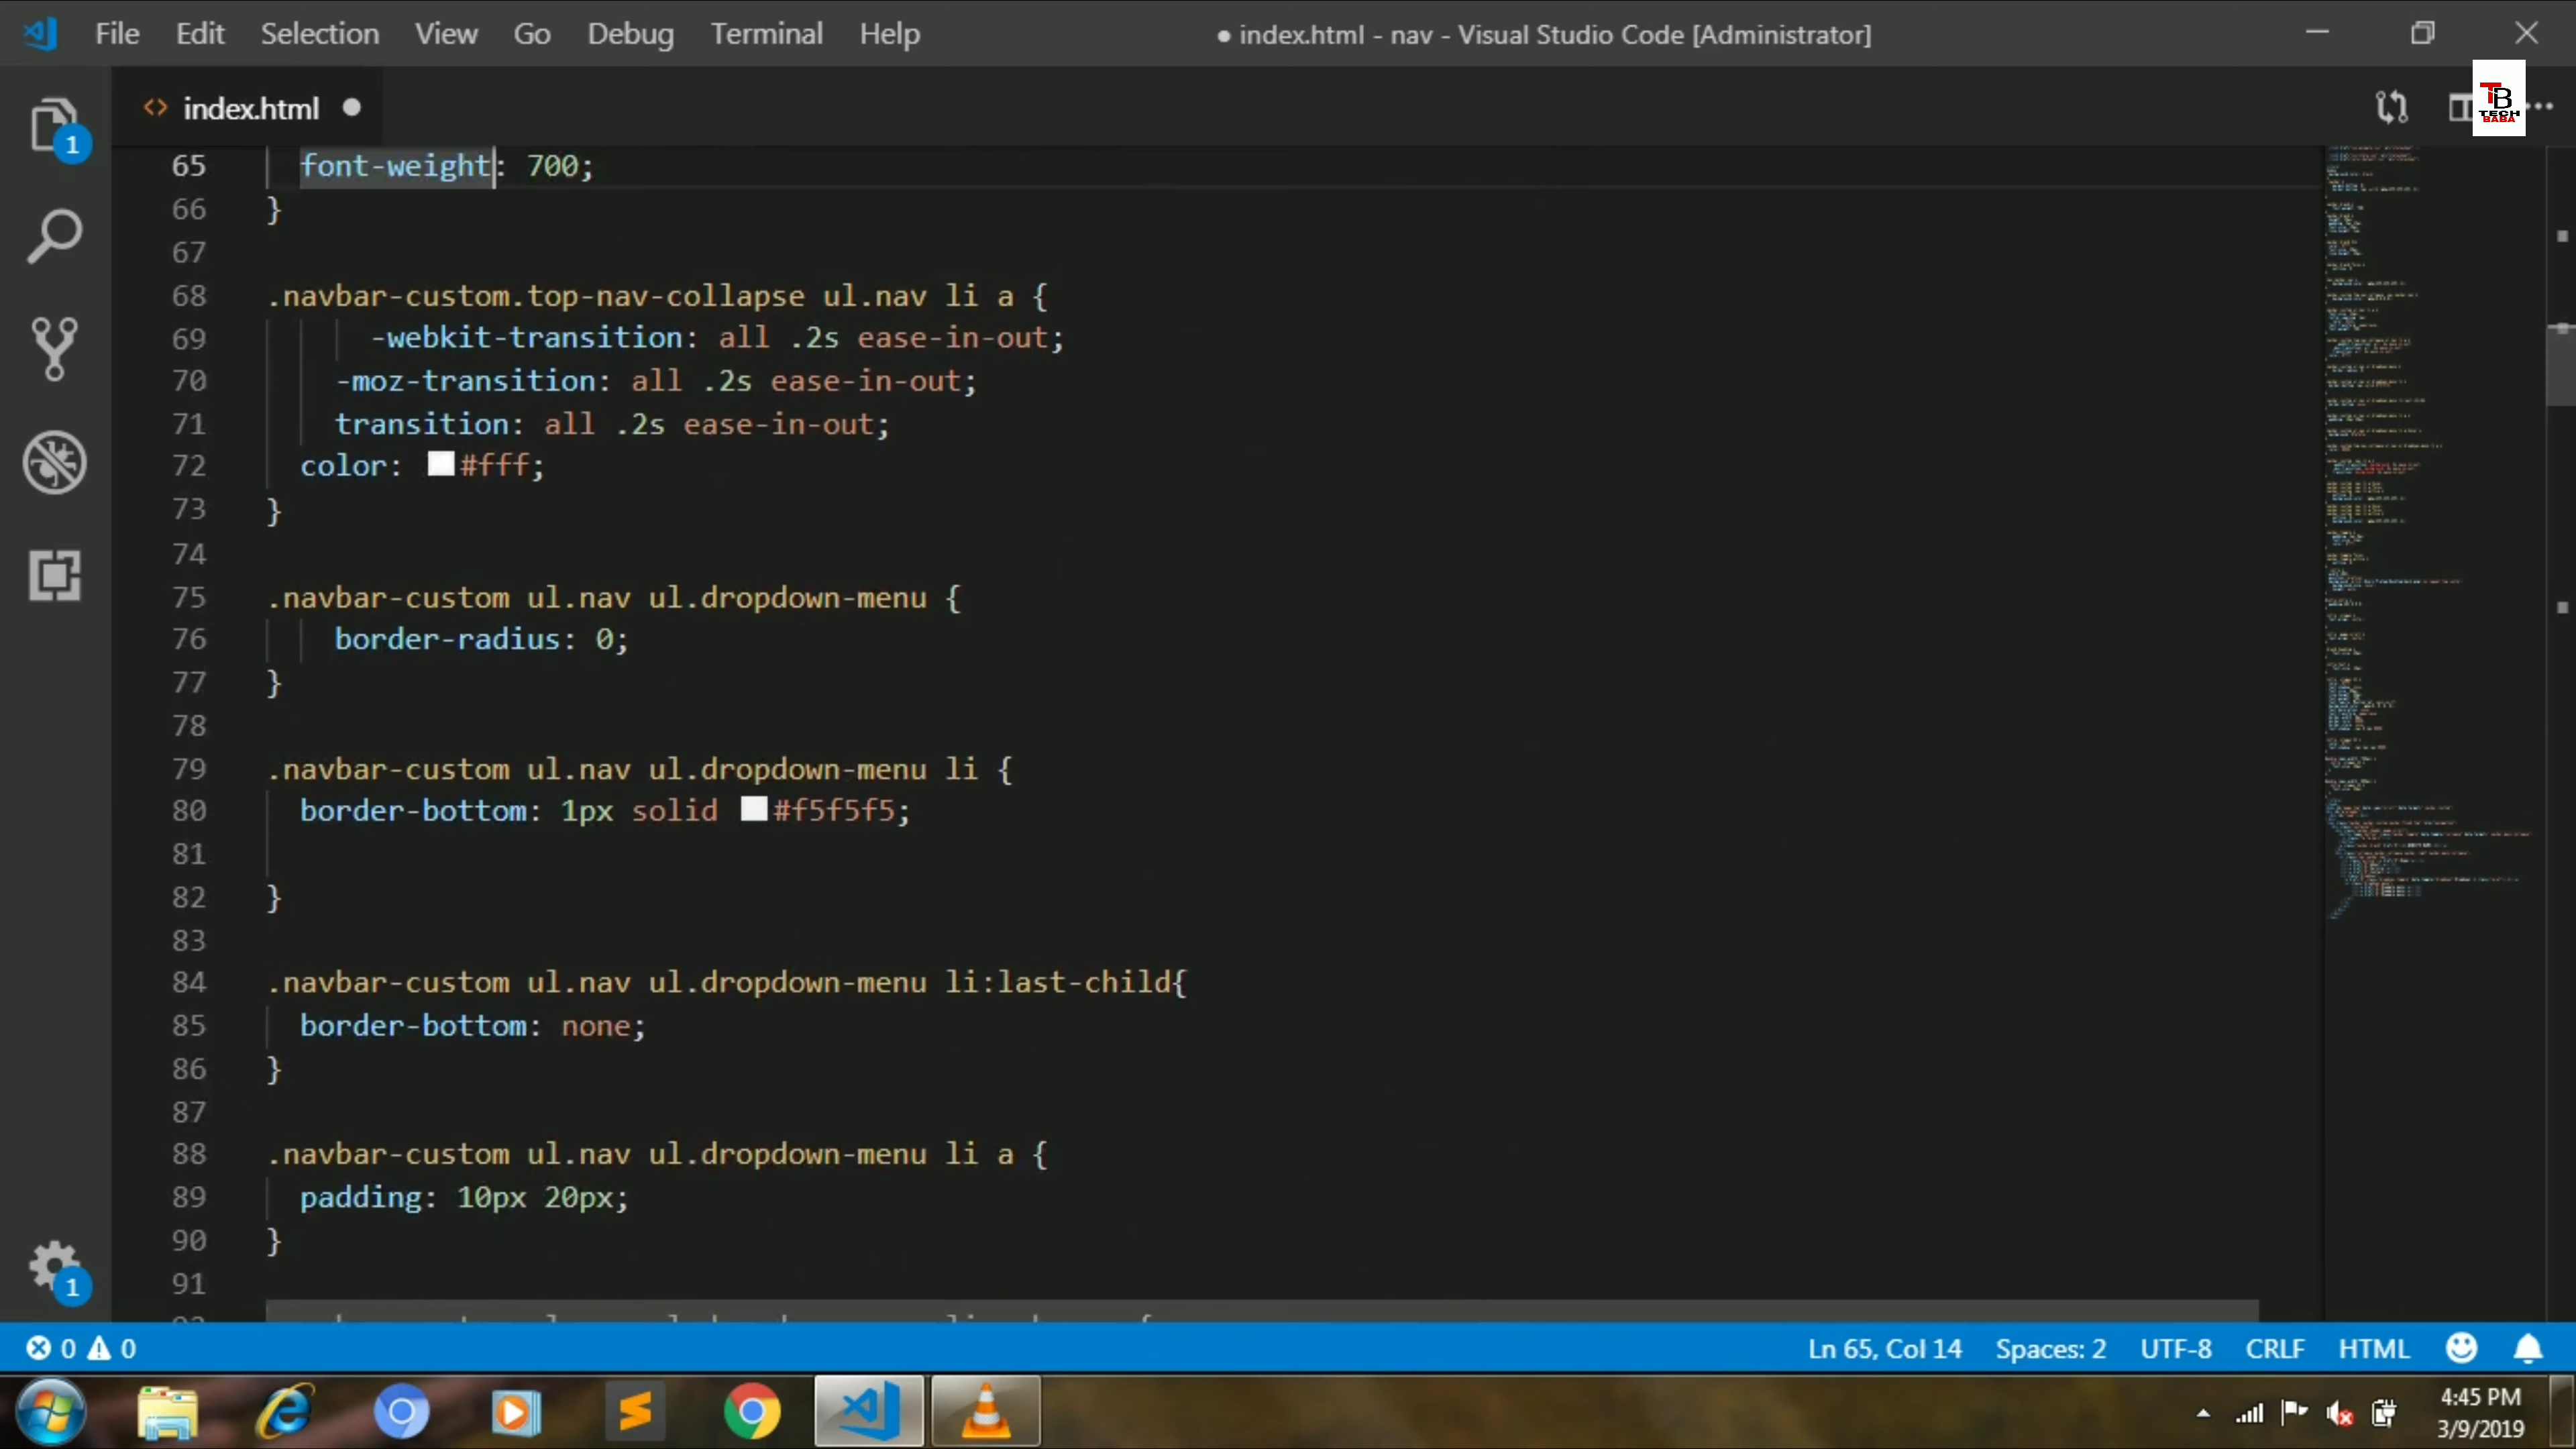 File Edit Selection View Go Debug Terminal Help
● index.html - nav - Visual Studio Code [Administrator]
index.html
TB
TECH
BABA
1
65 font-weight: 700;
66 }
67
68 .navbar-custom.top-nav-collapse ul.nav li a {
69 -webkit-transition: all .2s ease-in-out;
70 -moz-transition: all .2s ease-in-out;
71 transition: all .2s ease-in-out;
72 color: #fff;
73 }
74
75 .navbar-custom ul.nav ul.dropdown-menu {
76 border-radius: 0;
77 }
78
79 .navbar-custom ul.nav ul.dropdown-menu li {
80 border-bottom: 1px solid #f5f5f5;
81
82 }
83
84 .navbar-custom ul.nav ul.dropdown-menu li:last-child{
85 border-bottom: none;
86 }
87
88 .navbar-custom ul.nav ul.dropdown-menu li a {
89 padding: 10px 20px;
90 }
91
1
0 0
Ln 65, Col 14 Spaces: 2 UTF-8 CRLF HTML
4:45 PM
3/9/2019